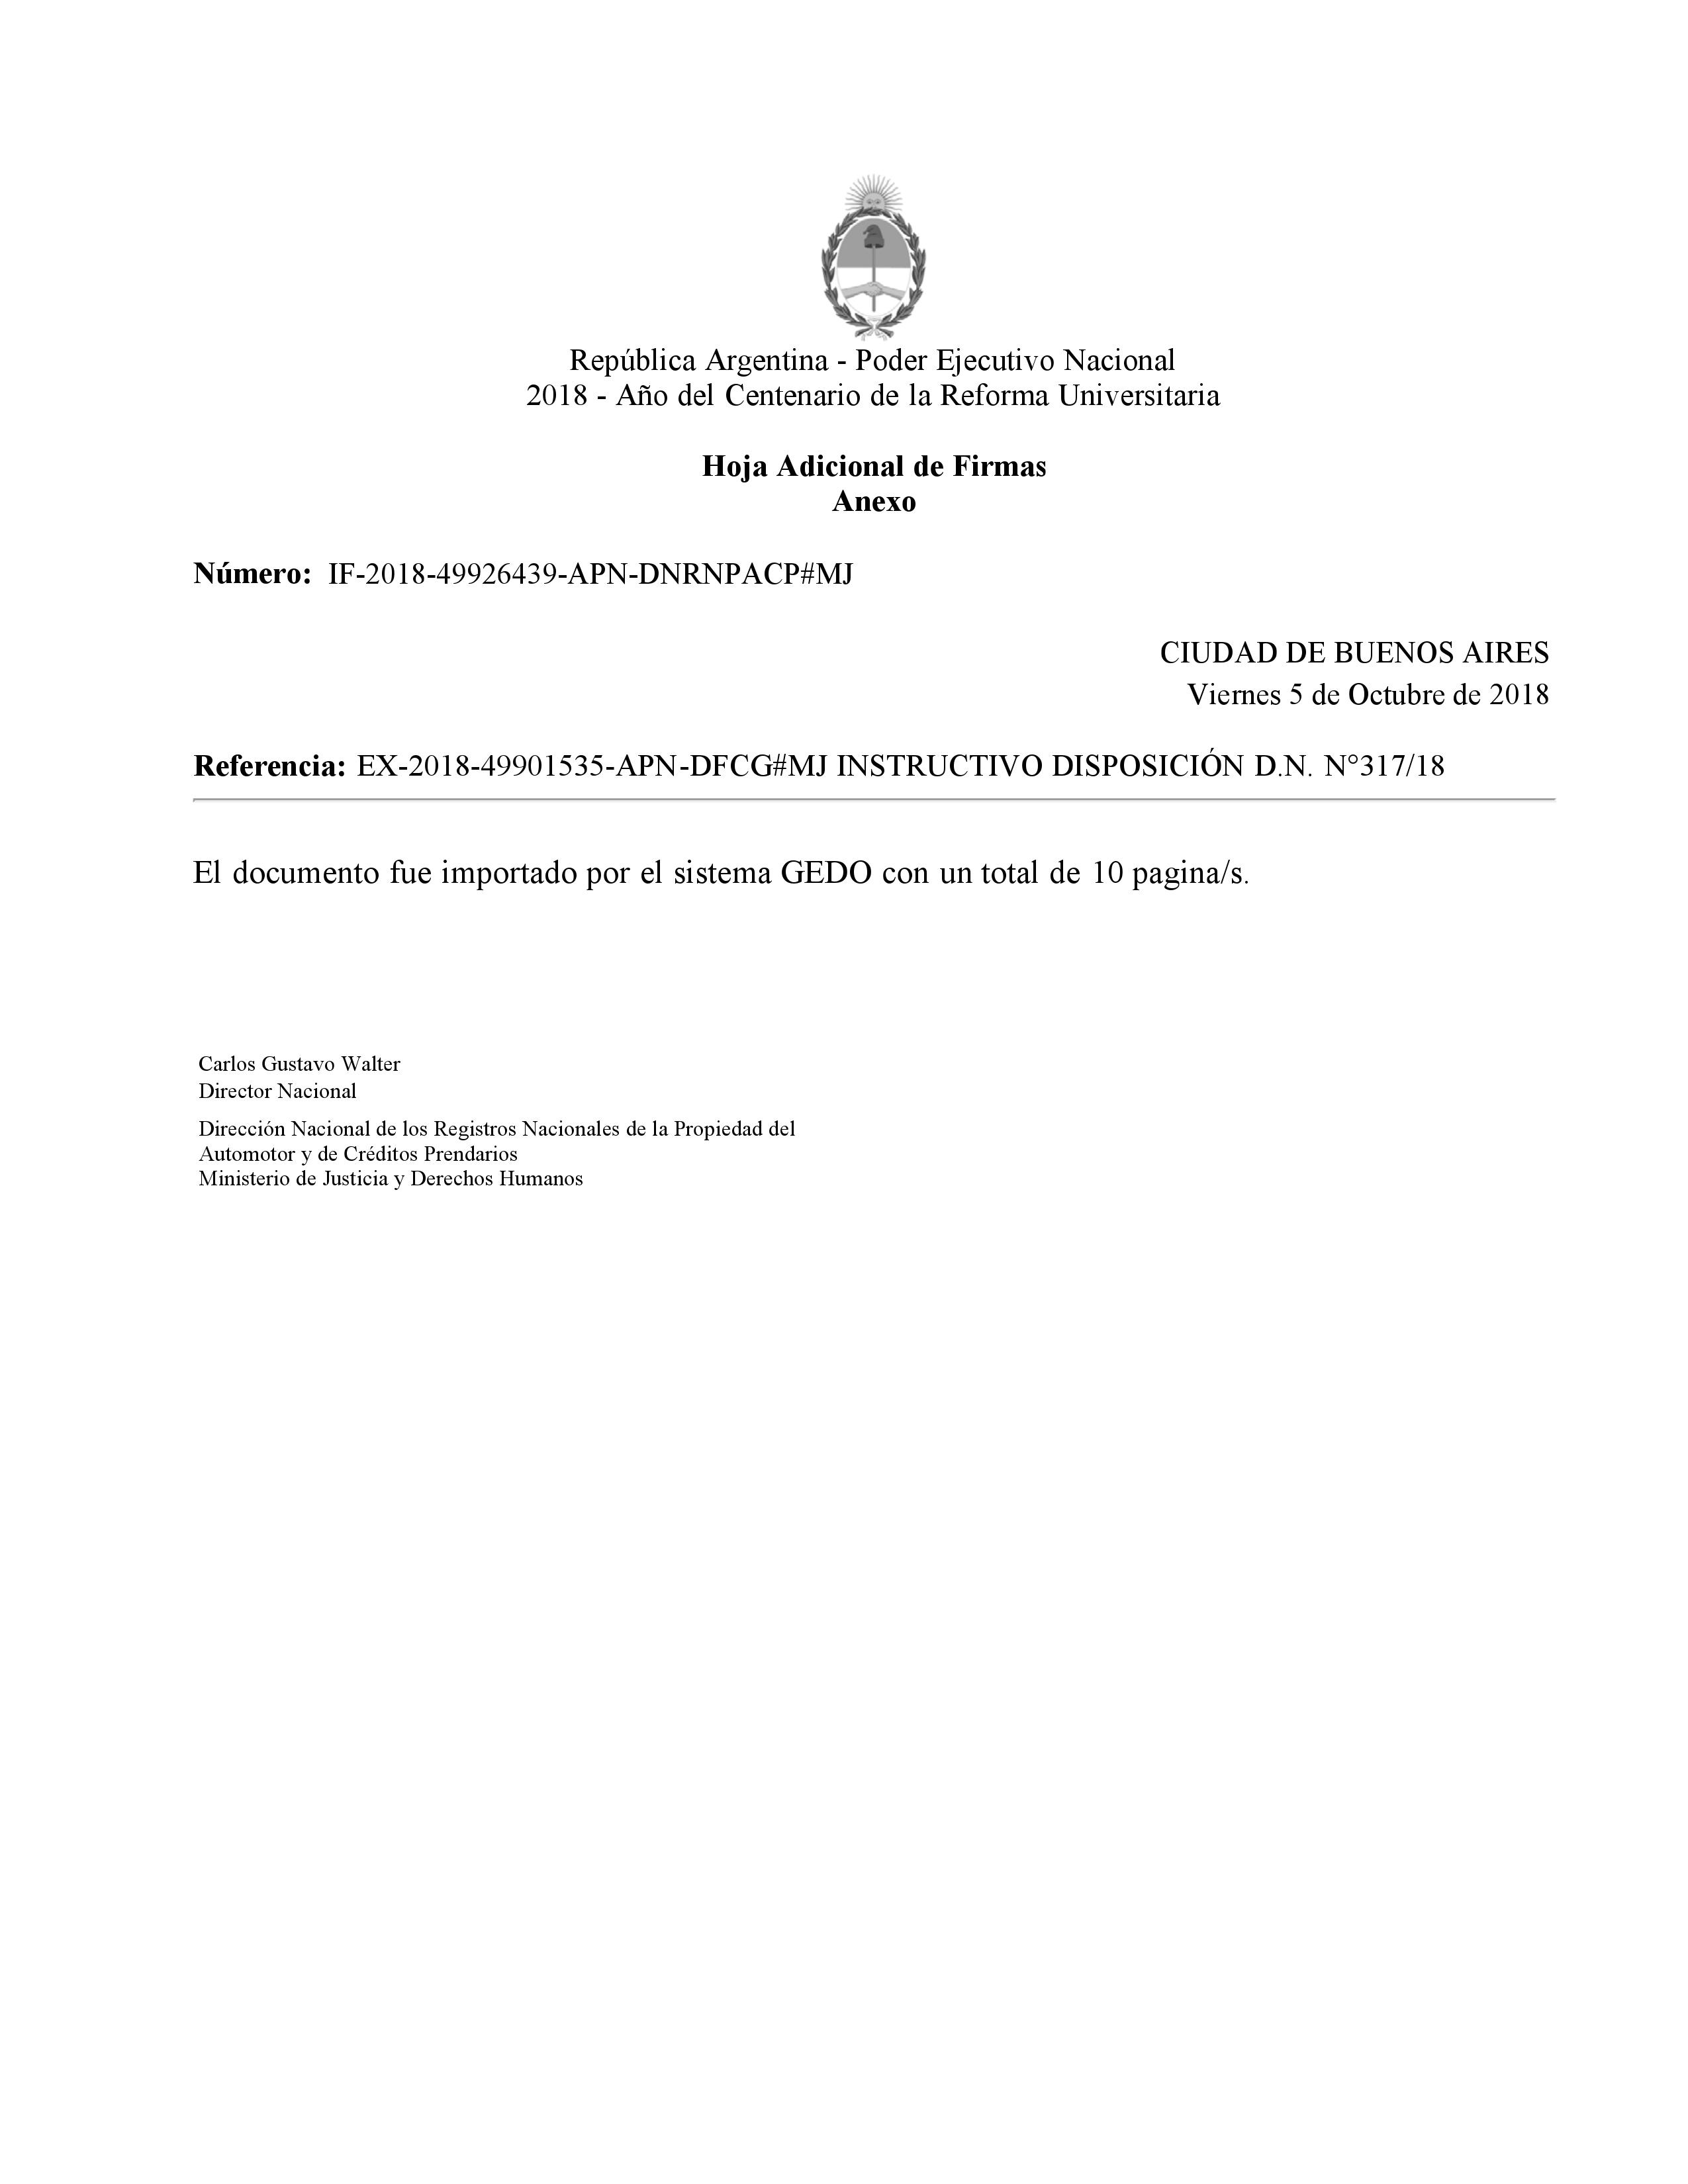 República Argentina - Poder Ejecutivo Nacional
2018 - Año del Centenario de la Reforma Universitaria
Hoja Adicional de Firmas
Anexo
Número: IF-2018-49926439-APN-DNRNPACP#MJ
CIUDAD DE BUENOS AIRES
Viernes 5 de Octubre de 2018
Referencia: EX-2018-49901535-APN-DFCG#MJ INSTRUCTIVO DISPOSICIÓN D.N. N°317/18
El documento fue importado por el sistema GEDO con un total de 10 pagina/s.
Carlos Gustavo Walter
Director Nacional
Dirección Nacional de los Registros Nacionales de la Propiedad del
Automotor y de Créditos Prendarios
Ministerio de Justicia y Derechos Humanos